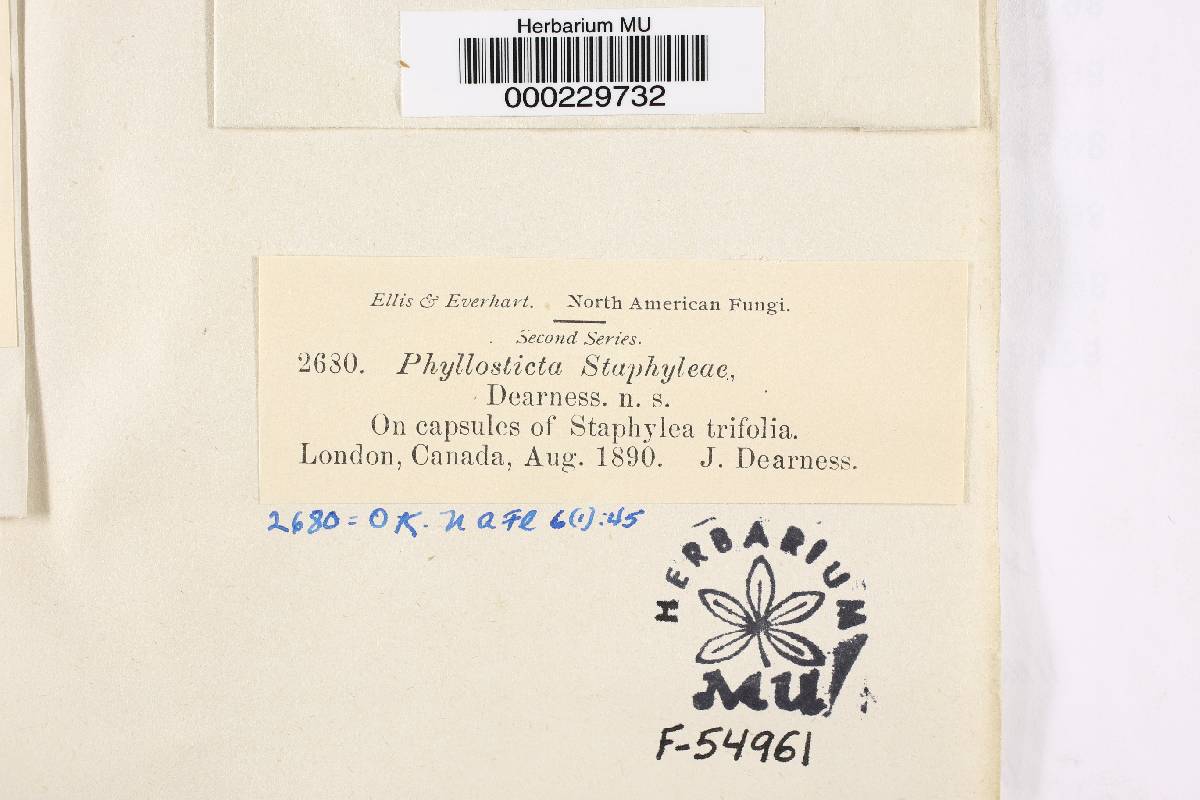 Herbarium MU
000229732
Ellis & Everhart. North American Fungi.
Second Series.
2680. Phyllosticta Staphyleae,
Dearness. n. s.
On capsules of Staphylea trifolia.
London, Canada, Aug. 1890. J. Dearness.
2680 = OK. NAFl 6(1):45
HERBARIUM
MU
F-54961